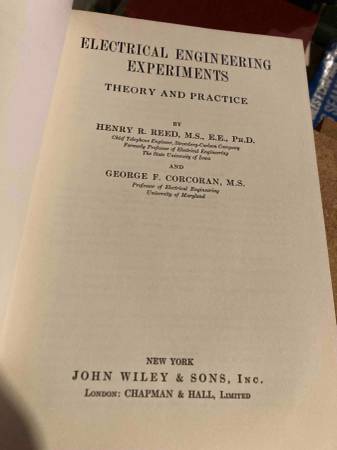 ELECTRICAL ENGINEERING
EXPERIMENTS
THEORY AND PRACTICE
BY
HENRY R. REED, M.S., E.E., PH.D.
Chief Telephone Engineer, Stromberg-Carlson Company
Formerly Professor of Electrical Engineering
The State University of Iowa
AND
GEORGE F. CORCORAN, M.S.
Professor of Electrical Engineering
University of Maryland
NEW YORK
JOHN WILEY & SONS, INC.
LONDON: CHAPMAN & HALL, LIMITED